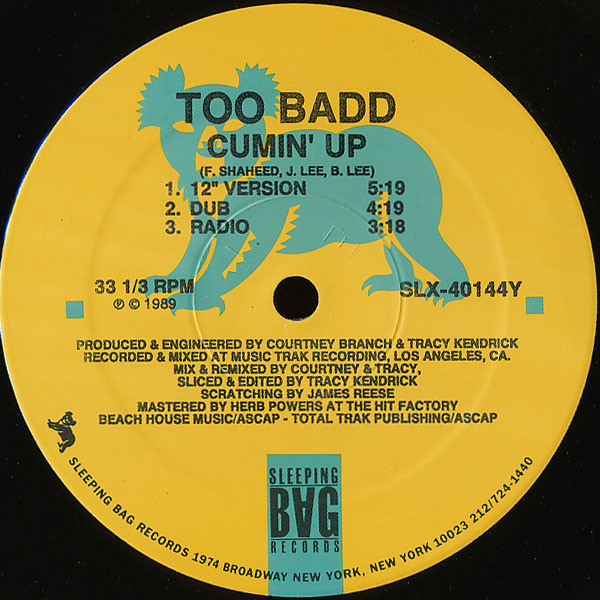 TOO BADD
CUMIN' UP
(F. SHAHEED, J. LEE, B. LEE)
1. 12" VERSION 5:19
2. DUB 4:19
3. RADIO 3:18
33 1/3 RPM
SLX-40144Y
℗ © 1989
PRODUCED & ENGINEERED BY COURTNEY BRANCH & TRACY KENDRICK
RECORDED & MIXED AT MUSIC TRAK RECORDING, LOS ANGELES, CA.
MIX & REMIXED BY COURTNEY & TRACY,
SLICED & EDITED BY TRACY KENDRICK
SCRATCHING BY JAMES REESE
MASTERED BY HERB POWERS AT THE HIT FACTORY
BEACH HOUSE MUSIC/ASCAP - TOTAL TRAK PUBLISHING/ASCAP
SLEEPING
BAG
RECORDS
SLEEPING BAG RECORDS 1974 BROADWAY NEW YORK, NEW YORK 10023 212/724-1440